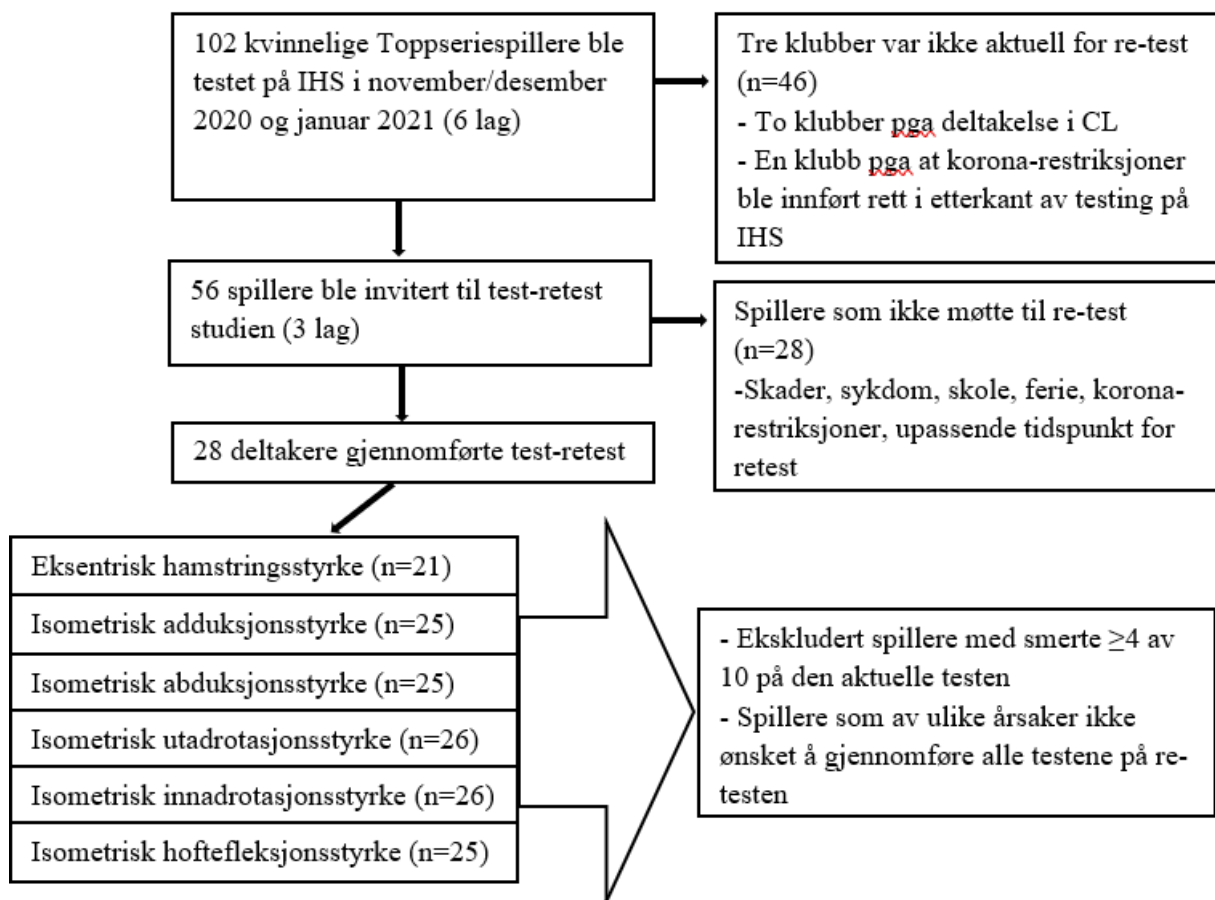 102 kvinnelige Toppseriespillere ble
testet på IHS i november/desember
2020 og januar 2021 (6 lag)
Tre klubber var ikke aktuell for re-test
(n=46)
- To klubber pga deltakelse i CL
- En klubb pga at korona-restriksjoner
ble innført rett i etterkant av testing på
IHS
56 spillere ble invitert til test-retest
studien (3 lag)
Spillere som ikke møtte til re-test
(n=28)
-Skader, sykdom, skole, ferie, korona-
restriksjoner, upassende tidspunkt for
retest
28 deltakere gjennomførte test-retest
Eksentrisk hamstringsstyrke (n=21)
Isometrisk adduksjonsstyrke (n=25)
Isometrisk abduksjonsstyrke (n=25)
Isometrisk utadrotasjonsstyrke (n=26)
Isometrisk innadrotasjonsstyrke (n=26)
Isometrisk hoftefleksjonsstyrke (n=25)
- Ekskludert spillere med smerte ≥4 av
10 på den aktuelle testen
- Spillere som av ulike årsaker ikke
ønsket å gjennomføre alle testene på re-
testen